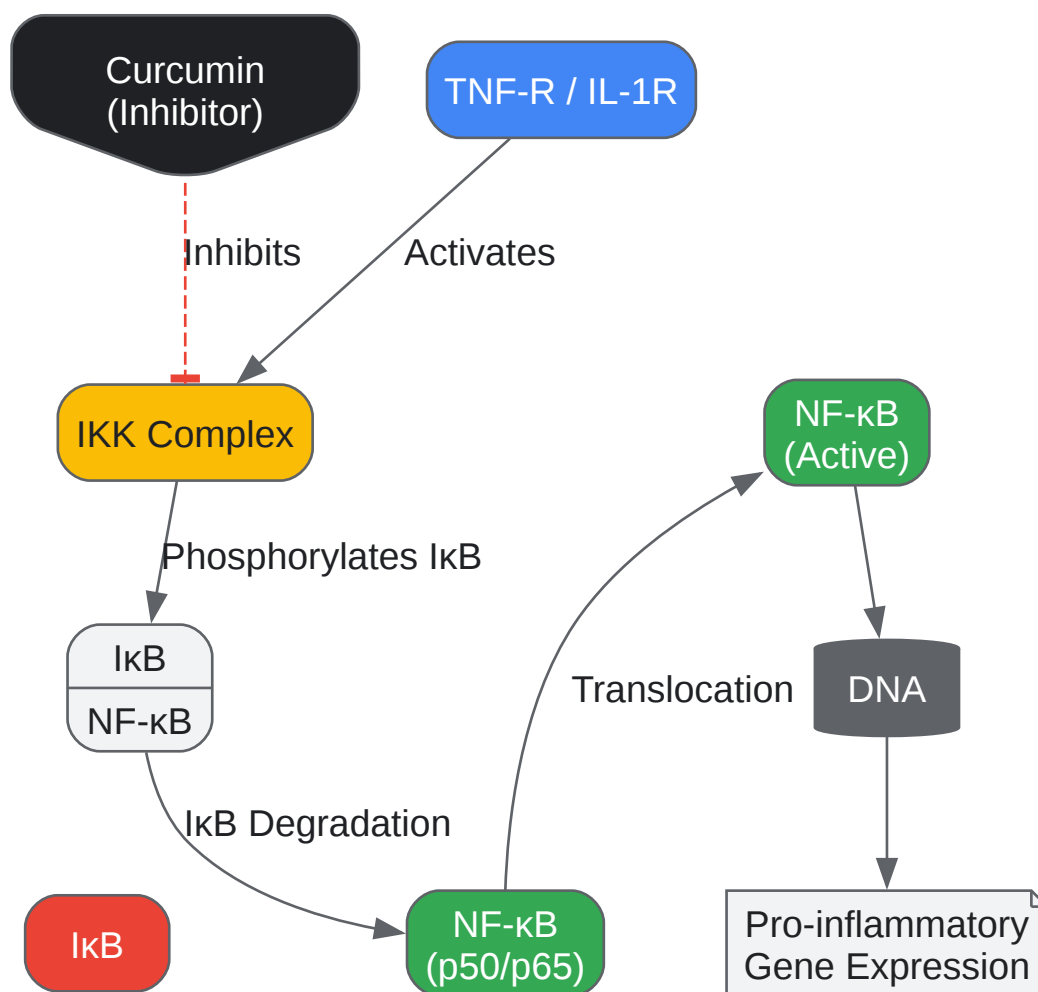 Curcumin
(Inhibitor)
TNF-R / IL-1R
Inhibits
Activates
IKK Complex
NF-κB
(Active)
Phosphorylates IκB
IκB
NF-κB
Translocation
DNA
IκB Degradation
IκB
NF-κB
(p50/p65)
Pro-inflammatory
Gene Expression